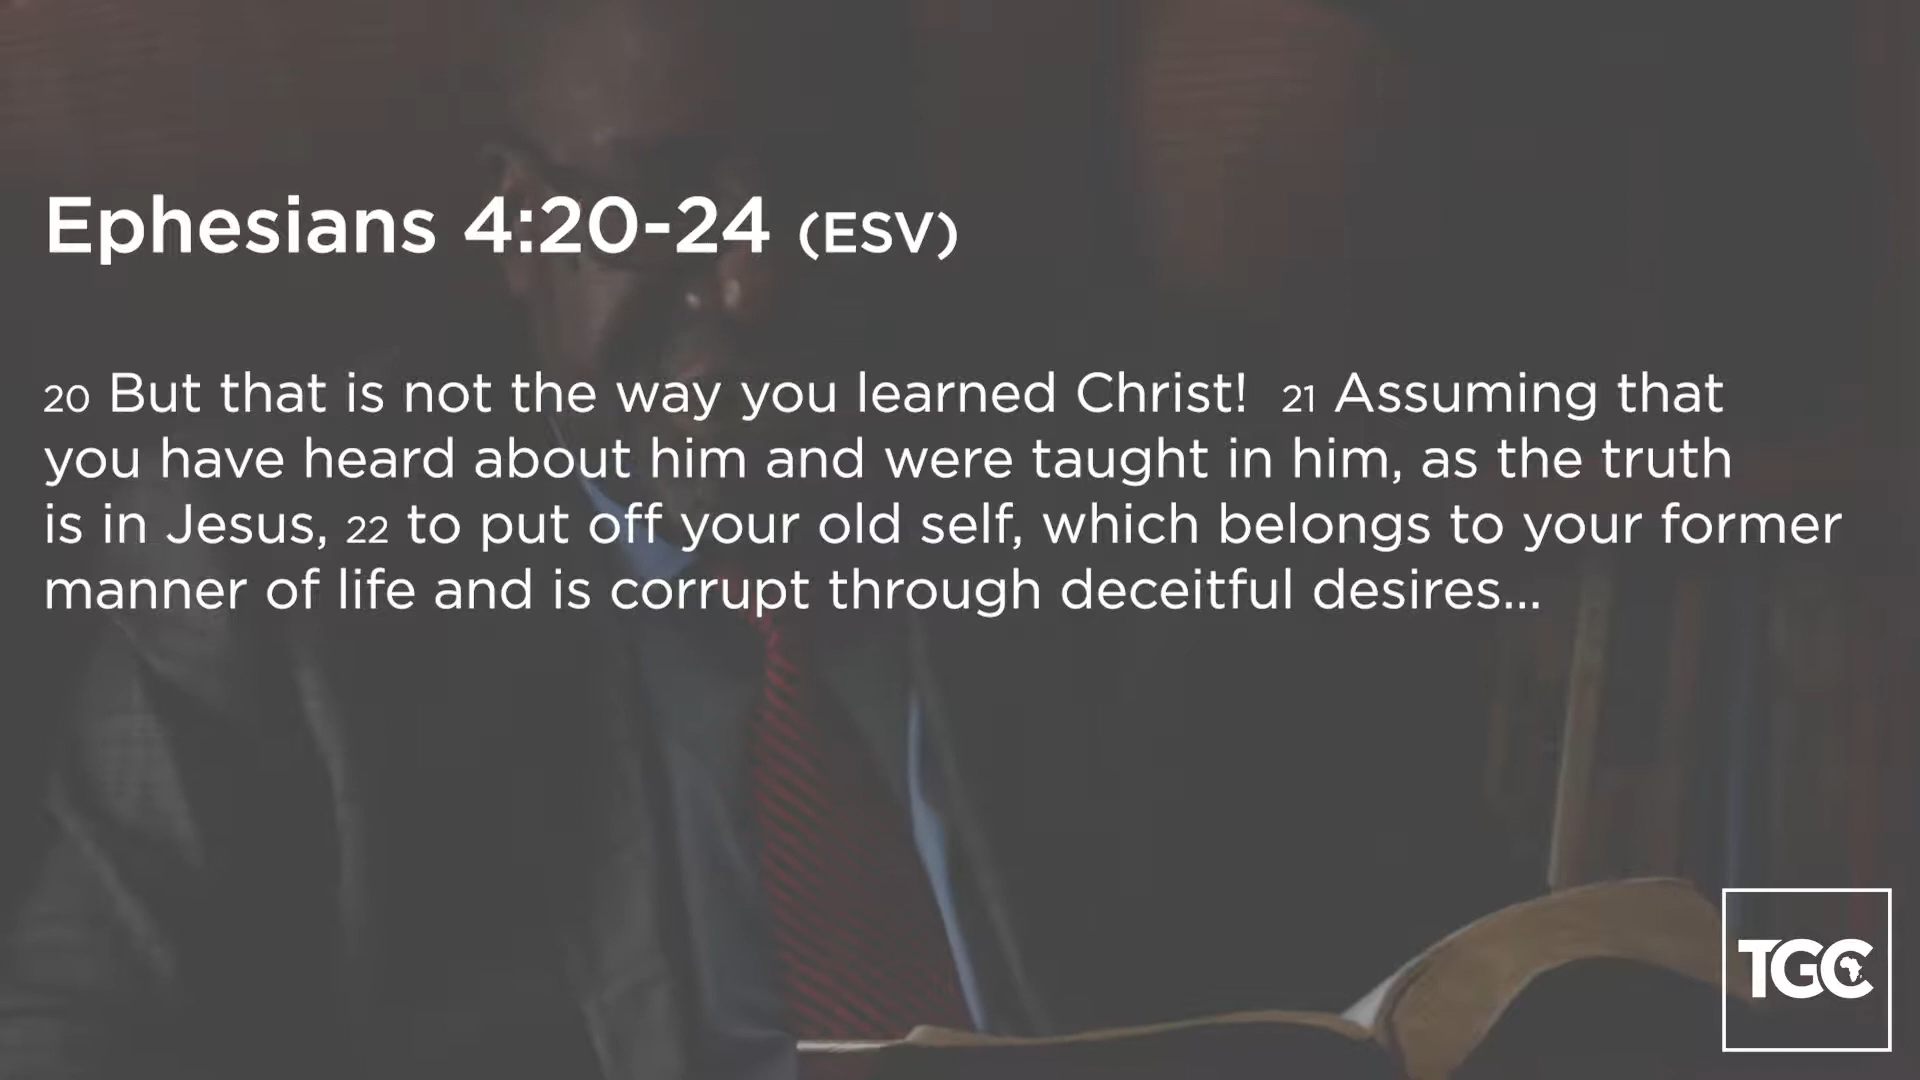 Ephesians 4:20-24 (ESV)
20 But that is not the way you learned Christ! 21 Assuming that
you have heard about him and were taught in him, as the truth
is in Jesus, 22 to put off your old self, which belongs to your former
manner of life and is corrupt through deceitful desires...
TGC